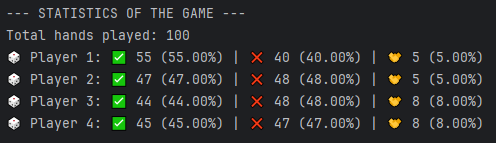 --- STATISTICS OF THE GAME ---
Total hands played: 100
🎲 Player 1: ✅ 55 (55.00%) | ❌ 40 (40.00%) | 🤝 5 (5.00%)
🎲 Player 2: ✅ 47 (47.00%) | ❌ 48 (48.00%) | 🤝 5 (5.00%)
🎲 Player 3: ✅ 44 (44.00%) | ❌ 48 (48.00%) | 🤝 8 (8.00%)
🎲 Player 4: ✅ 45 (45.00%) | ❌ 47 (47.00%) | 🤝 8 (8.00%)